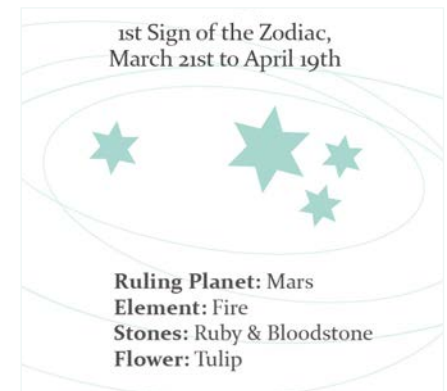 1st Sign of the Zodiac,
March 21st to April 19th
Ruling Planet: Mars
Element: Fire
Stones: Ruby & Bloodstone
Flower: Tulip